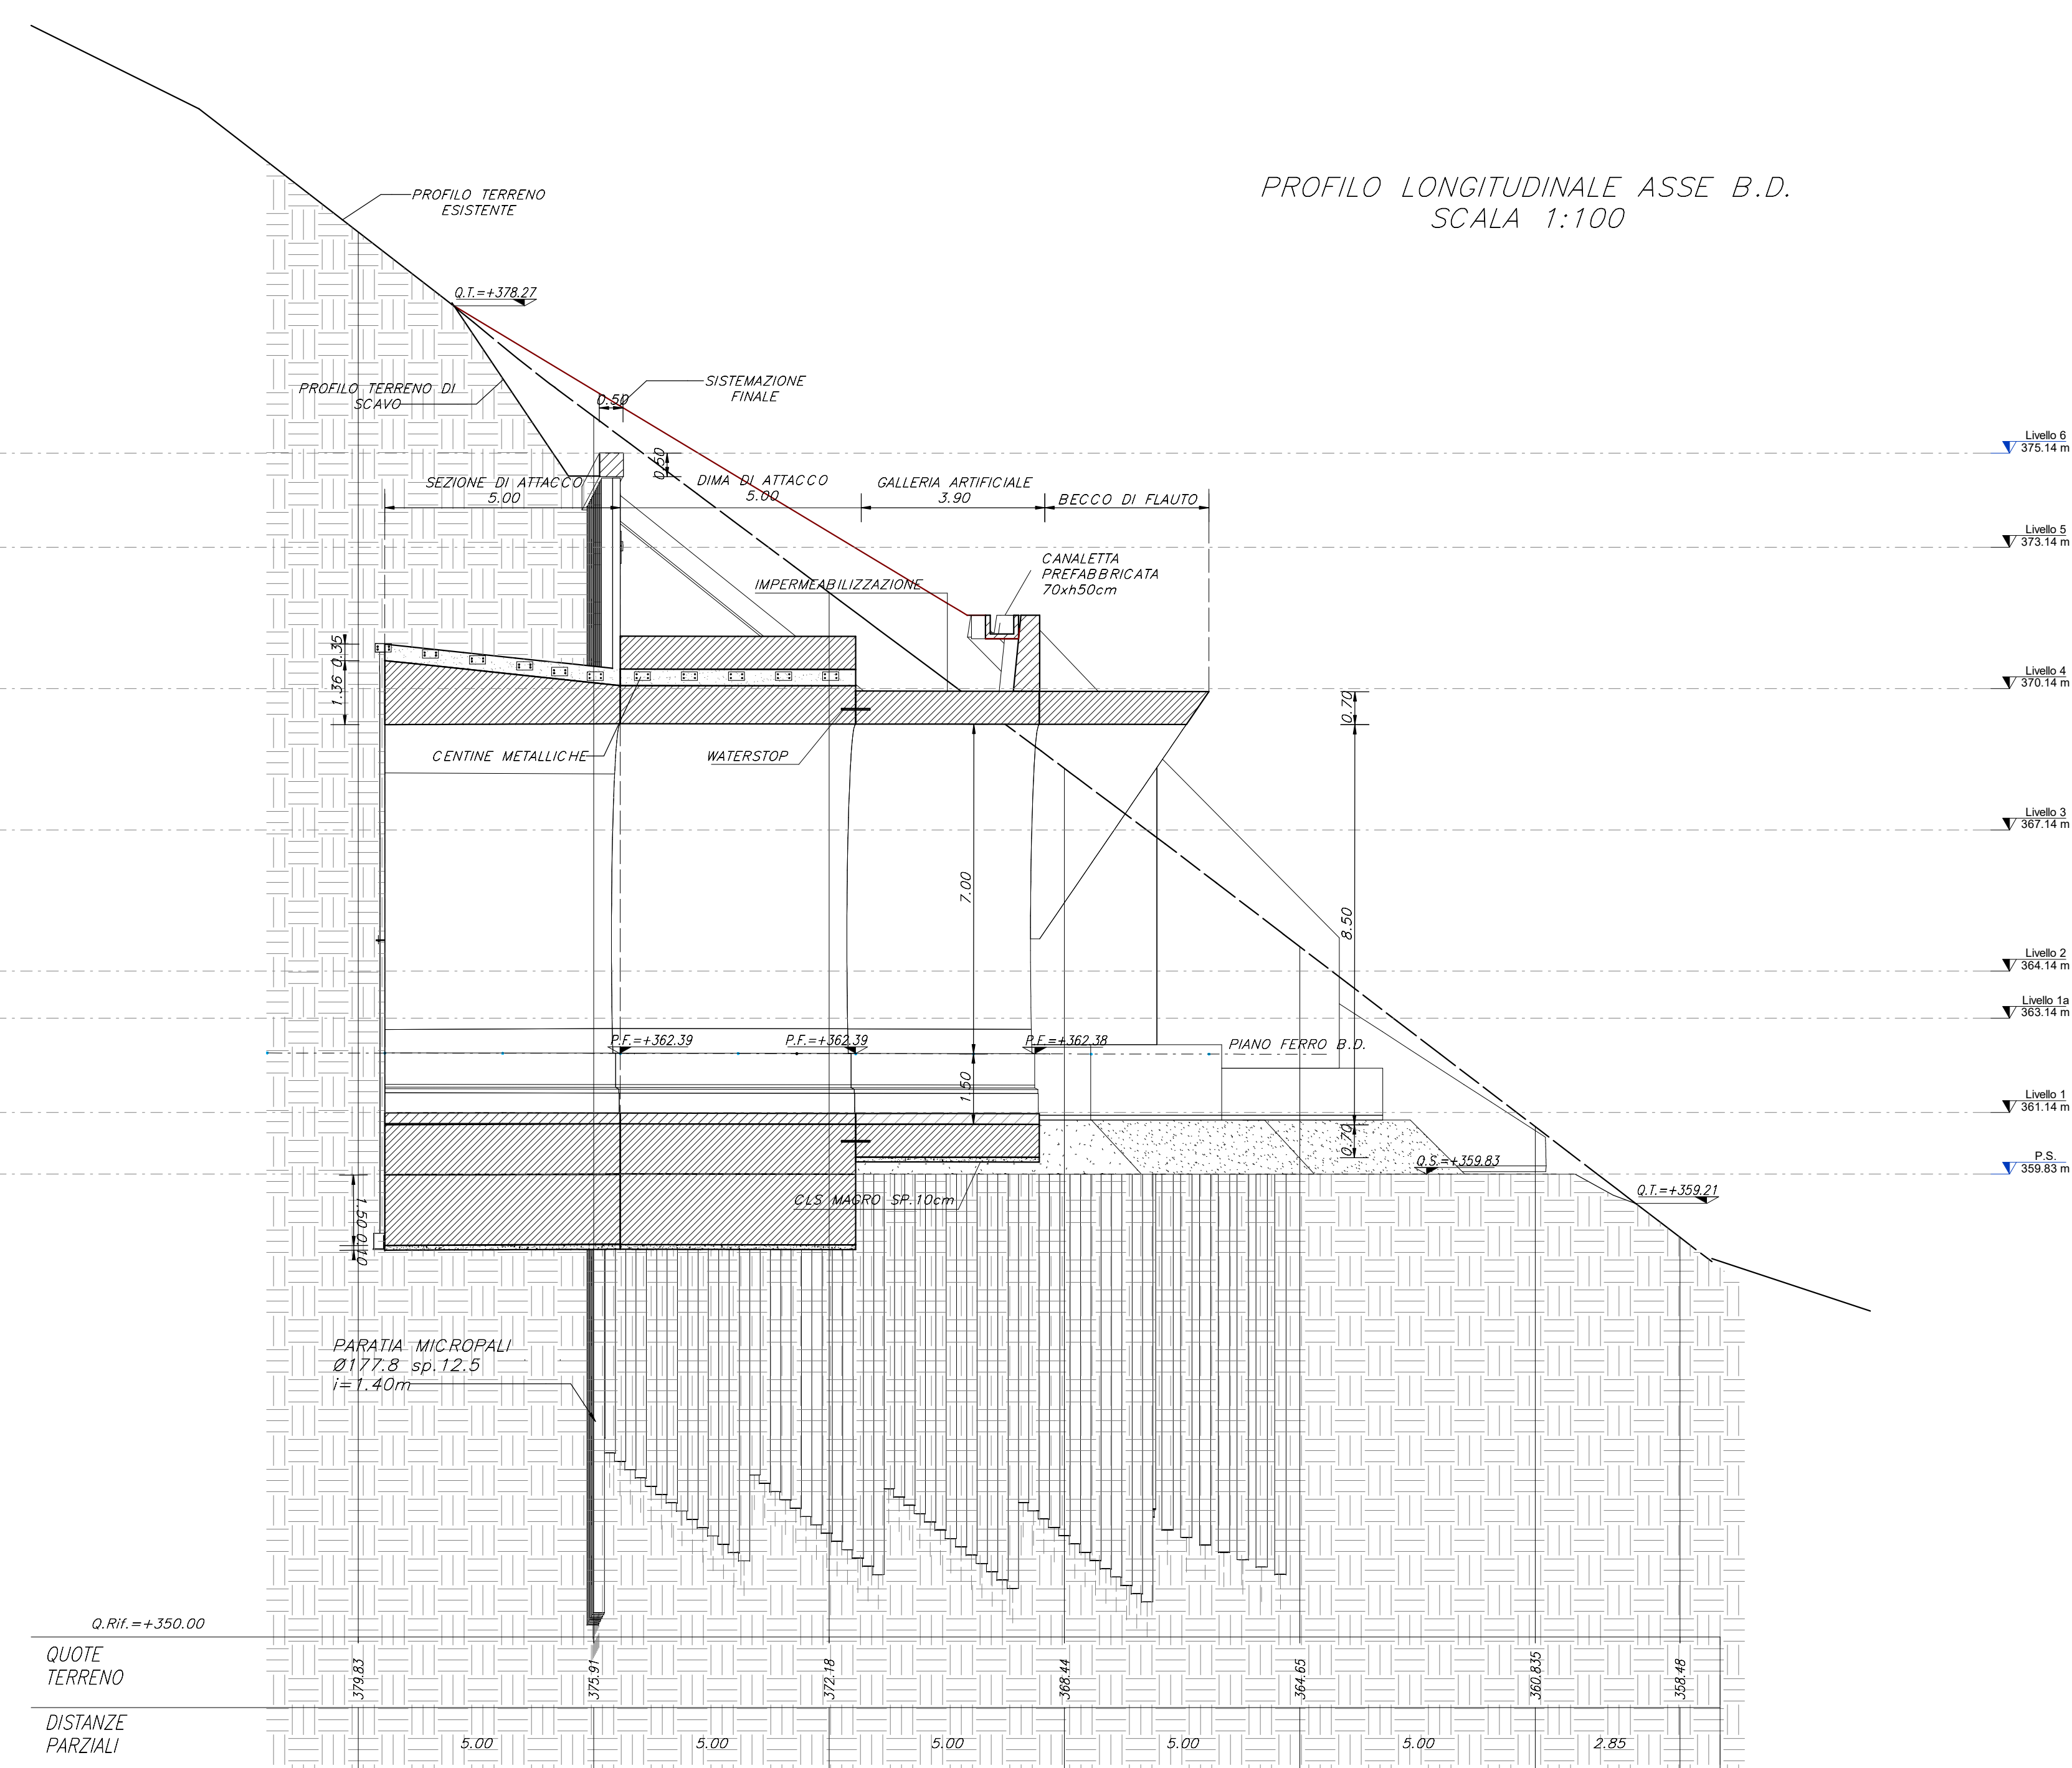 PROFILO LONGITUDINALE ASSE B.D.
SCALA 1:100
PROFILO TERRENO
ESISTENTE
Q.T.=+378.27
PROFILO TERRENO DI
SCAVO
SISTEMAZIONE
FINALE
0.50
0.50
Livello 6
375.14 m
SEZIONE DI ATTACCO
5.00
DIMA DI ATTACCO
5.00
GALLERIA ARTIFICIALE
3.90
BECCO DI FLAUTO
Livello 5
373.14 m
CANALETTA
PREFABBRICATA
70xh50cm
IMPERMEABILIZZAZIONE
0.35
1.36
Livello 4
370.14 m
0.70
CENTINE METALLICHE
WATERSTOP
Livello 3
367.14 m
7.00
8.50
Livello 2
364.14 m
Livello 1a
363.14 m
P.F.=+362.39
P.F.=+362.39
P.F.=+362.38
PIANO FERRO B.D.
1.50
Livello 1
361.14 m
0.70
Q.S.=+359.83
P.S.
359.83 m
Q.T.=+359.21
CLS MAGRO SP.10cm
1.50
0.10
PARATIA MICROPALI
Ø177.8 sp.12.5
i=1.40m
Q.Rif.=+350.00
QUOTE
TERRENO
379.83
375.91
372.18
368.44
364.65
360.835
358.48
DISTANZE
PARZIALI
5.00
5.00
5.00
5.00
5.00
2.85